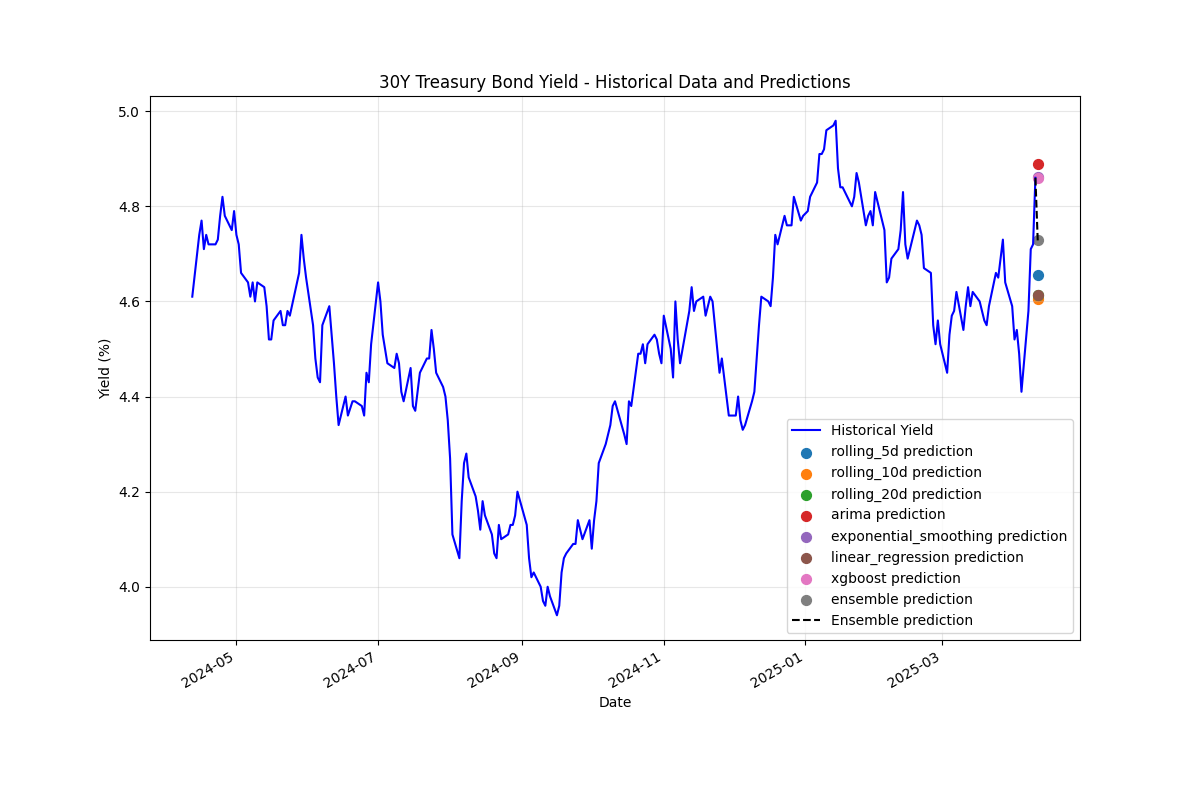 30Y Treasury Bond Yield - Historical Data and Predictions
5.0
4.8
4.6
4.4
4.2
4.0
Yield (%)
Historical Yield
rolling_5d prediction
rolling_10d prediction
rolling_20d prediction
arima prediction
exponential_smoothing prediction
linear_regression prediction
xgboost prediction
ensemble prediction
Ensemble prediction
2024-05
2024-07
2024-09
2024-11
2025-01
2025-03
Date